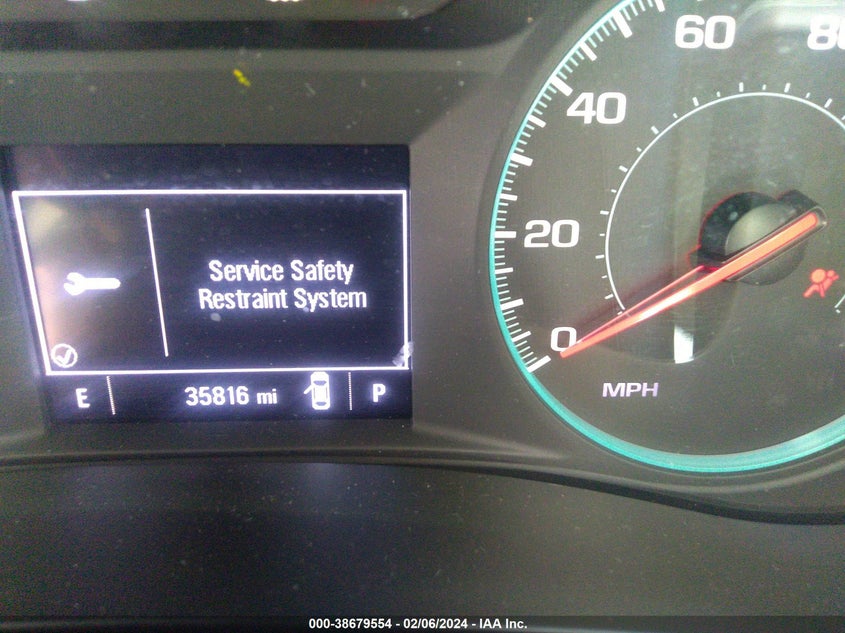 60
40
20
0
MPH
Service Safety
Restraint System
E
35816 mi
P
000-38679554 - 02/06/2024 - IAA Inc.